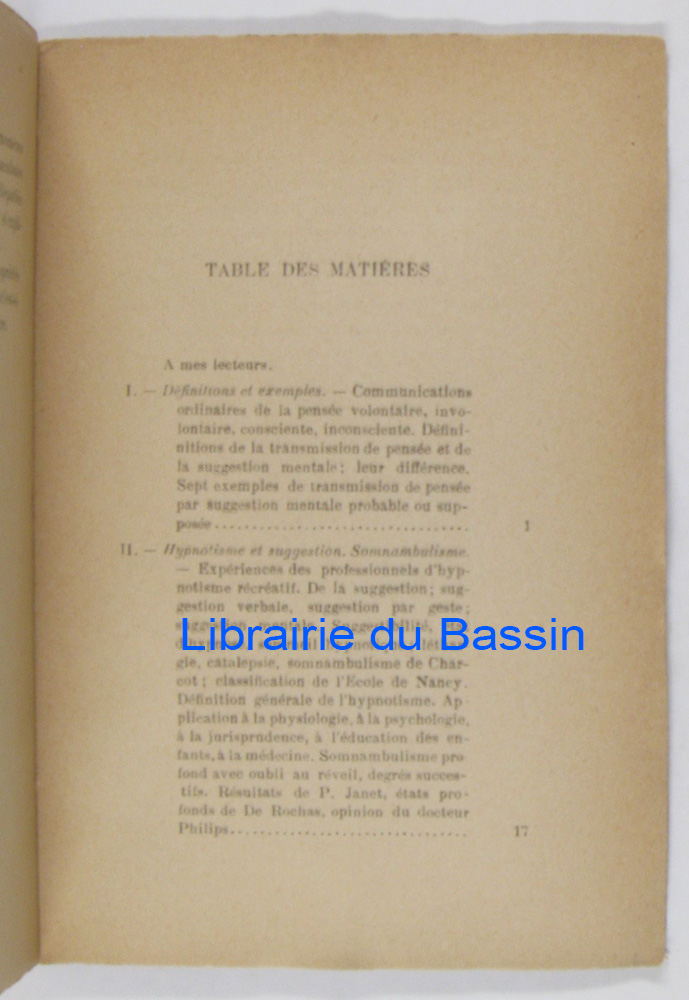 TABLE DES MATIÈRES
A mes lecteurs.
I. — Définitions et exemples. — Communications
ordinaires de la pensée volontaire, invo-
lontaire, consciente, inconsciente. Défini-
nitions de la transmission de pensée et de
la suggestion mentale; leur différence.
Sept exemples de transmission de pensée
par suggestion mentale probable ou sup-
posée................................ 1
II. — Hypnotisme et suggestion. Somnambulisme.
— Expériences des professionnels d'hyp-
notisme récréatif. De la suggestion; sug-
gestion verbale, suggestion par geste;
suggestion mentale. Suggestibilité,
Librairie du Bassin
gie, catalepsie, somnambulisme de Char-
cot; classification de l'Ecole de Nancy.
Définition générale de l'hypnotisme. Ap-
plication à la physiologie, à la psychologie,
à la jurisprudence, à l'éducation des en-
fants, à la médecine. Somnambulisme pro-
fond avec oubli au réveil, degrés succes-
tifs. Résultats de P. Janet, états pro-
fonds de De Rochas, opinion du docteur
Philips.............................. 17